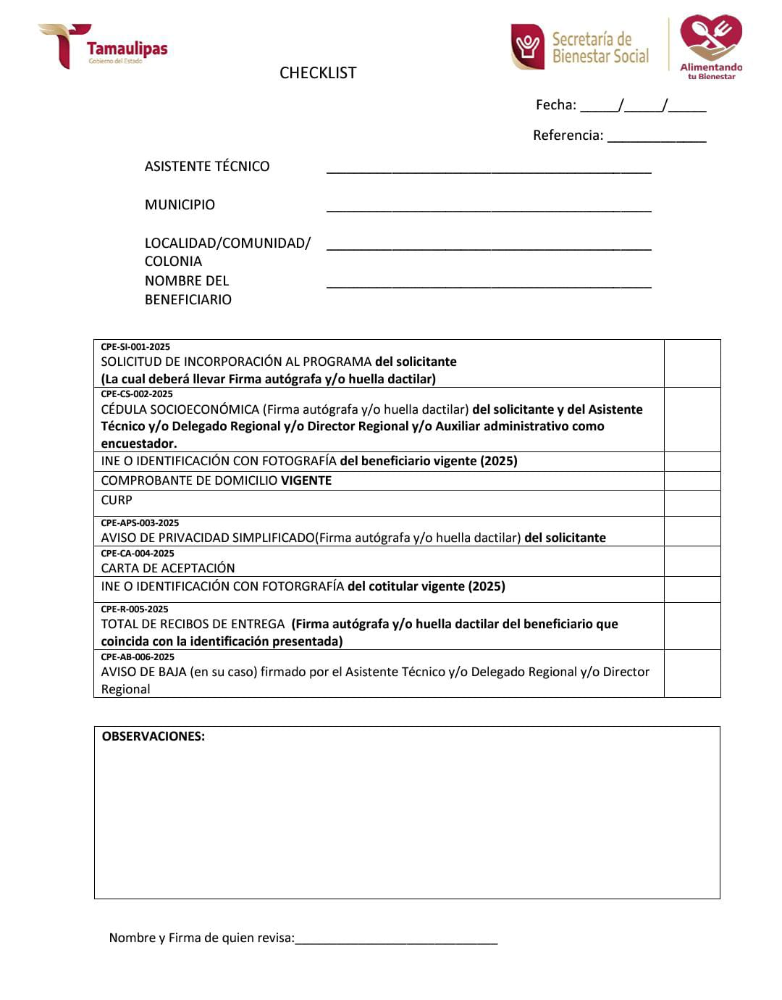 Tamaulipas
Gobierno del Estado
Secretaría de
Bienestar Social
Alimentando
tu Bienestar
CHECKLIST
Fecha: _____/_____/_____
Referencia: _____________
ASISTENTE TÉCNICO ___________________________________________
MUNICIPIO ___________________________________________
LOCALIDAD/COMUNIDAD/ ___________________________________________
COLONIA
NOMBRE DEL ___________________________________________
BENEFICIARIO
CPE-SI-001-2025
SOLICITUD DE INCORPORACIÓN AL PROGRAMA del solicitante
(La cual deberá llevar Firma autógrafa y/o huella dactilar)
CPE-CS-002-2025
CÉDULA SOCIOECONÓMICA (Firma autógrafa y/o huella dactilar) del solicitante y del Asistente
Técnico y/o Delegado Regional y/o Director Regional y/o Auxiliar administrativo como
encuestador.
INE O IDENTIFICACIÓN CON FOTOGRAFÍA del beneficiario vigente (2025)
COMPROBANTE DE DOMICILIO VIGENTE
CURP
CPE-APS-003-2025
AVISO DE PRIVACIDAD SIMPLIFICADO(Firma autógrafa y/o huella dactilar) del solicitante
CPE-CA-004-2025
CARTA DE ACEPTACIÓN
INE O IDENTIFICACIÓN CON FOTORGRAFÍA del cotitular vigente (2025)
CPE-R-005-2025
TOTAL DE RECIBOS DE ENTREGA (Firma autógrafa y/o huella dactilar del beneficiario que
coincida con la identificación presentada)
CPE-AB-006-2025
AVISO DE BAJA (en su caso) firmado por el Asistente Técnico y/o Delegado Regional y/o Director
Regional
OBSERVACIONES:
Nombre y Firma de quien revisa:____________________________